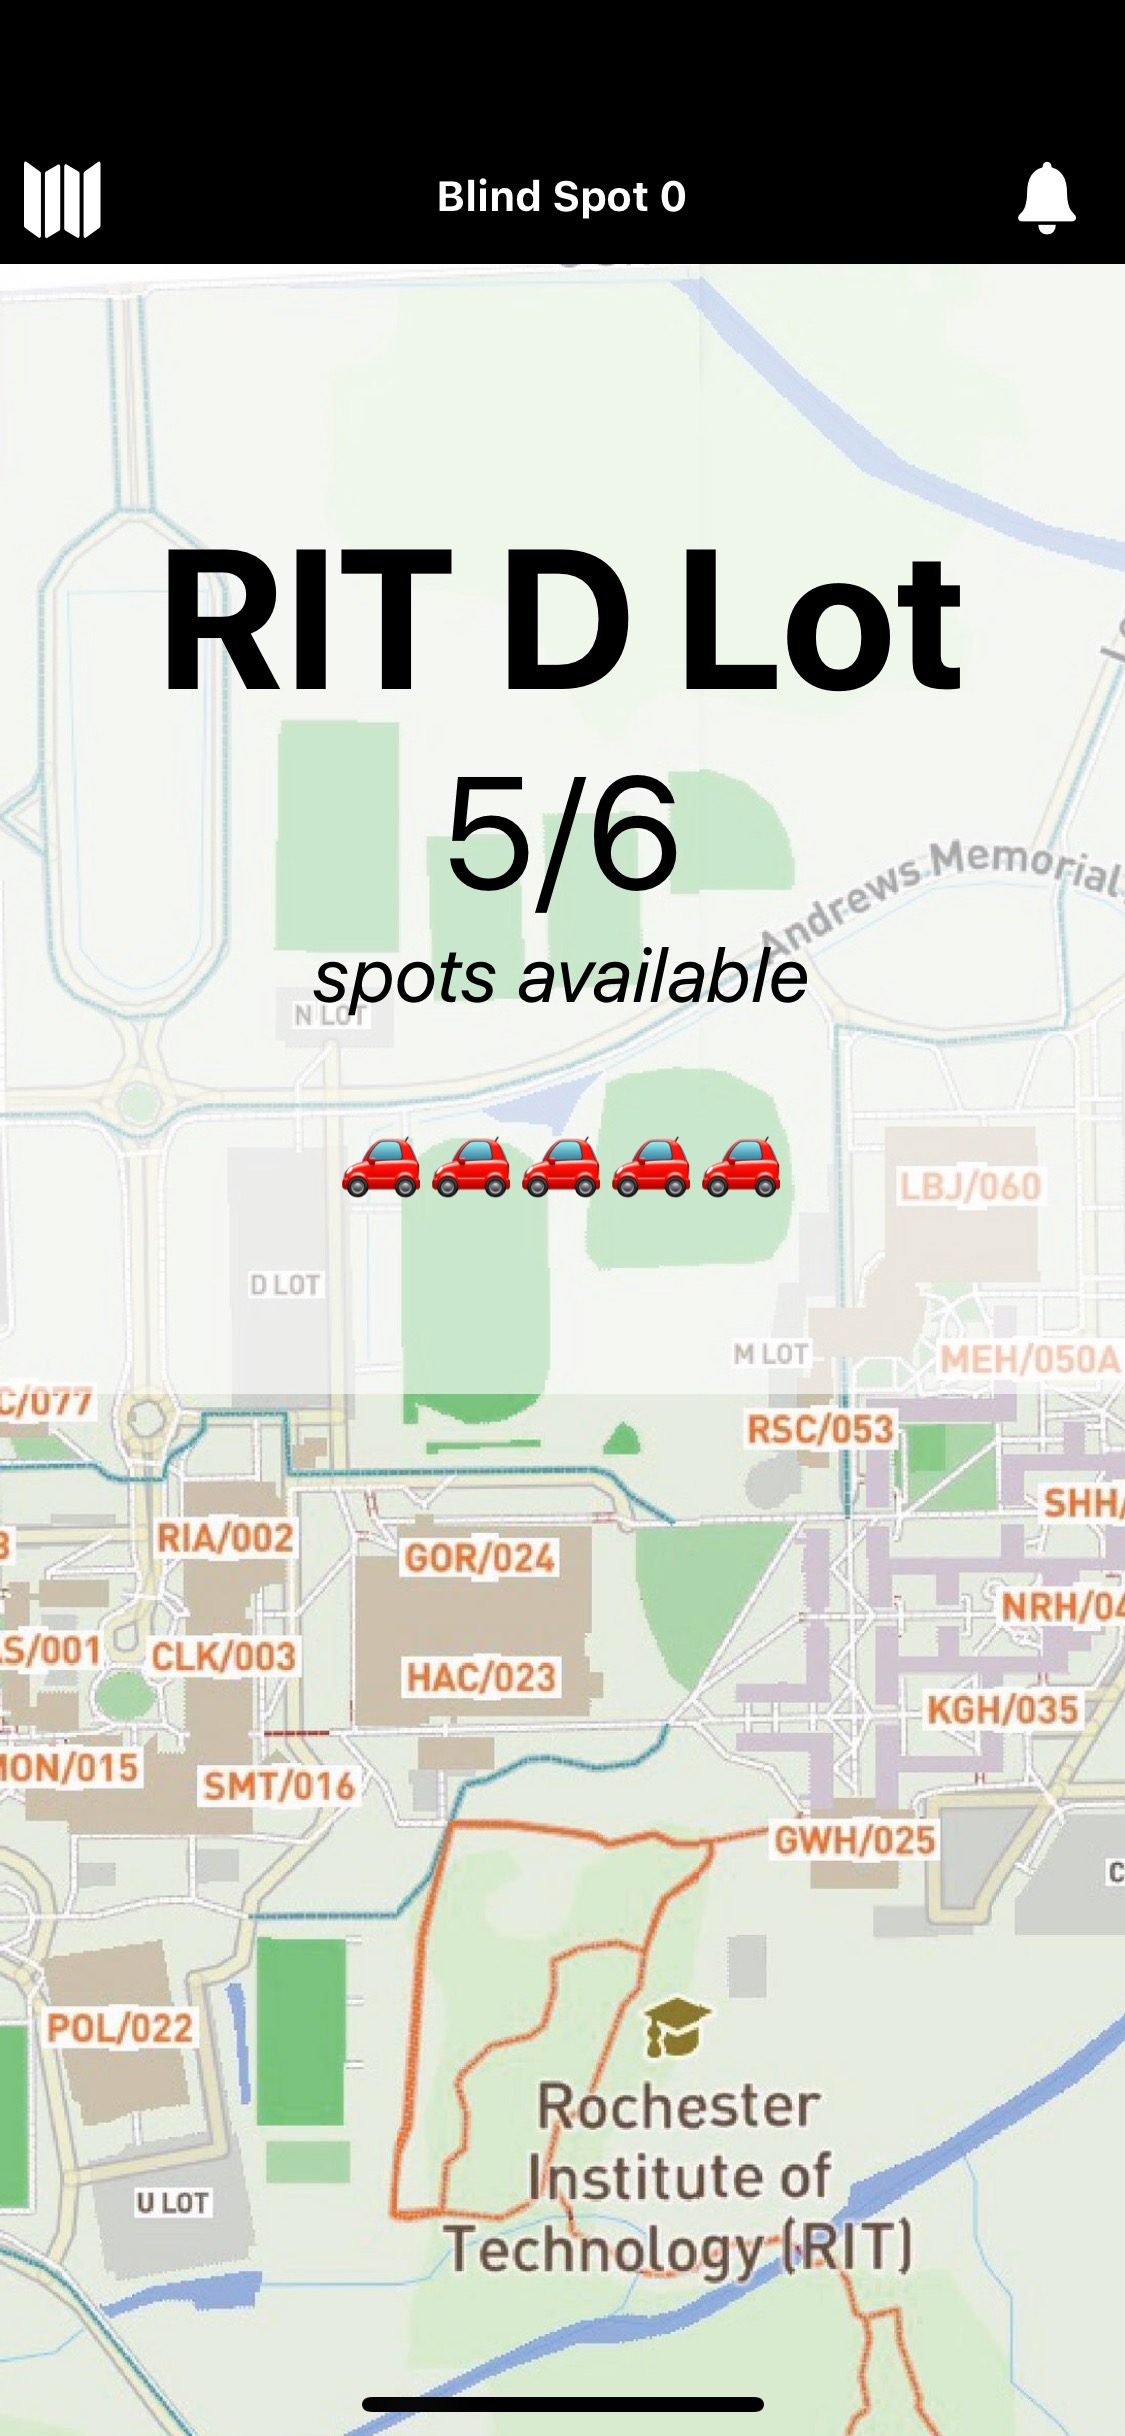 Blind Spot 0
RIT D Lot
5/6
Andrews Memorial
spots available
N LOT
LBJ/060
D LOT
M LOT
MEH/050A
C/077
RSC/053
SHH/
RIA/002
GOR/024
NRH/04
S/001
CLK/003
HAC/023
KGH/035
ON/015
SMT/016
GWH/025
C
POL/022
Rochester
Institute of
Technology (RIT)
U LOT